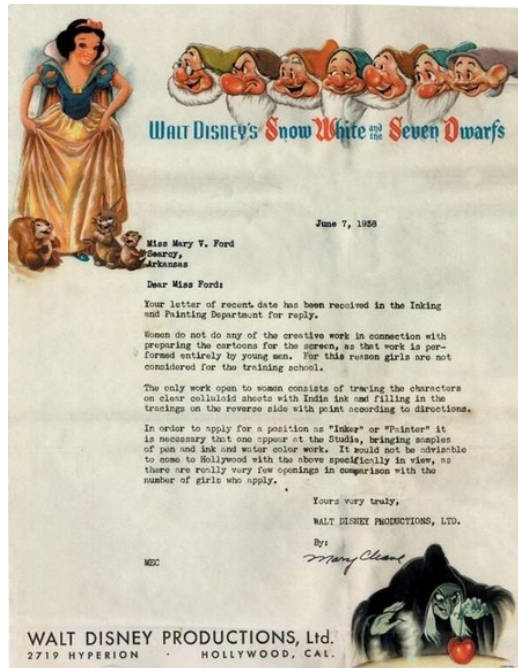 WALT DISNEY'S Snow White and the Seven Dwarfs
June 7, 1938
Miss Mary V. Ford
Searcy,
Arkansas
Dear Miss Ford:
Your letter of recent date has been received in the Inking
and Painting Department for reply.
Women do not do any of the creative work in connection with
preparing the cartoons for the screen, as that work is per-
formed entirely by young men. For this reason girls are not
considered for the training school.
The only work open to women consists of tracing the characters
on clear celluloid sheets with India ink and filling in the
tracings on the reverse side with paint according to directions.
In order to apply for a position as "Inker" or "Painter" it
is necessary that one appear at the Studio, bringing samples
of pen and ink and water color work. It would not be advisable
to come to Hollywood with the above specifically in view, as
there are really very few openings in comparison with the
number of girls who apply.
Yours very truly,
WALT DISNEY PRODUCTIONS, LTD.
By:
Mary Cleave
MEC
WALT DISNEY PRODUCTIONS, Ltd.
2719 HYPERION · HOLLYWOOD, CAL.